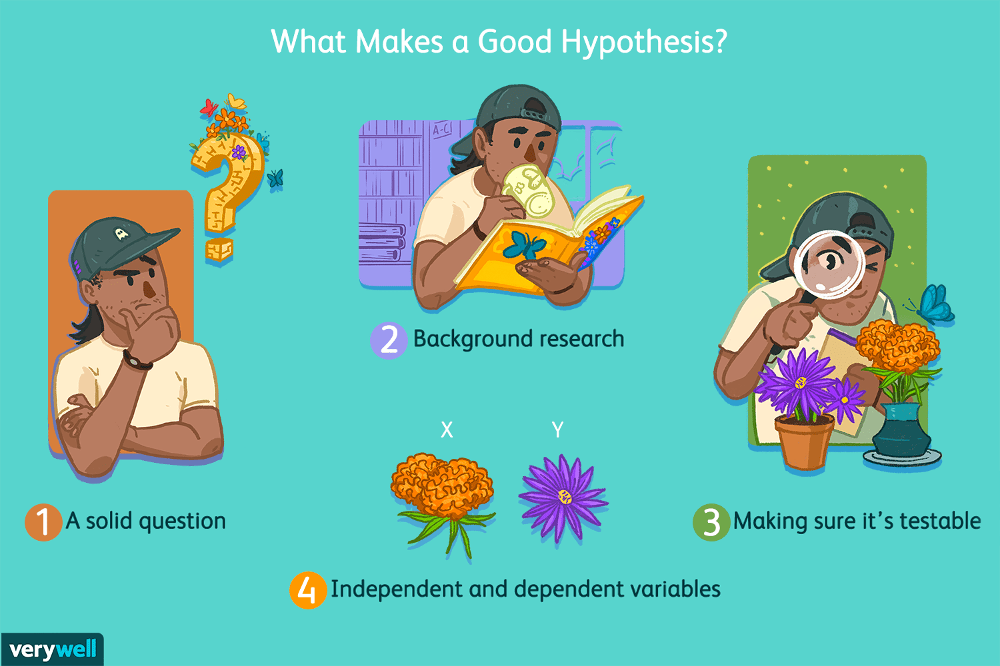 What Makes a Good Hypothesis?
A-C1
2 Background research
X Y
1 A solid question
3 Making sure it's testable
4 Independent and dependent variables
verywell